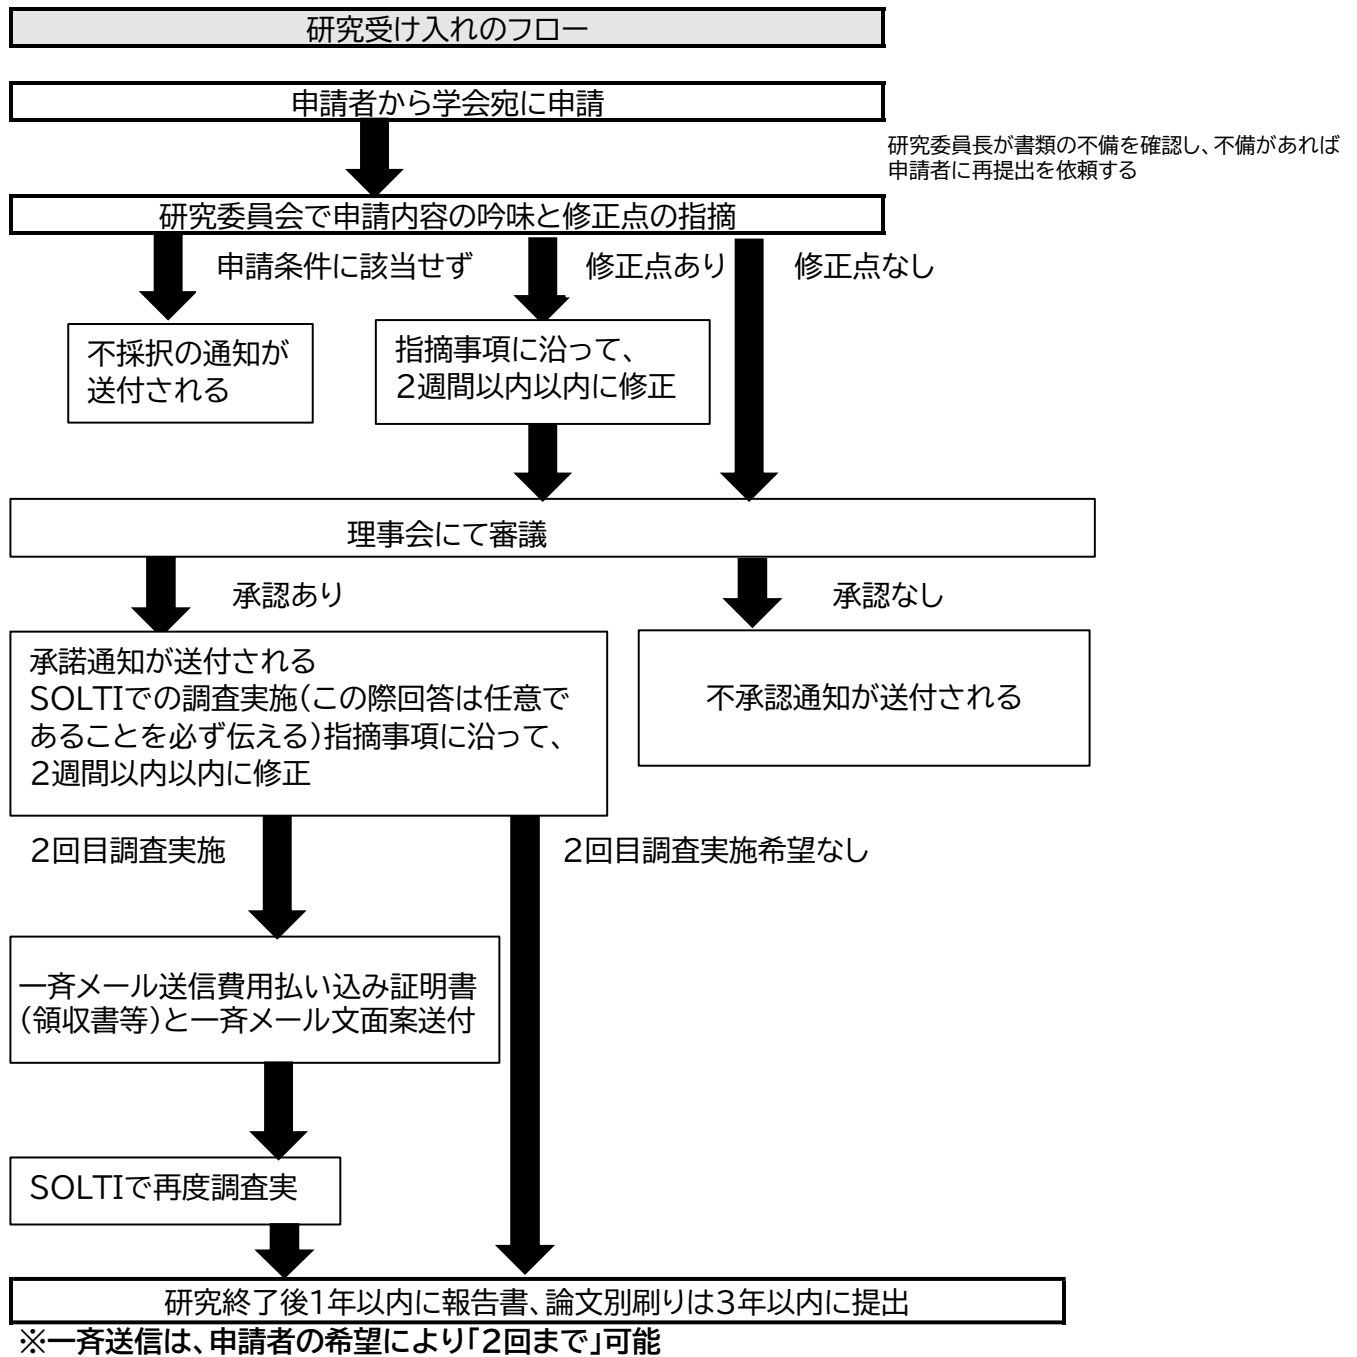 研究受け入れのフロー
申請者から学会宛に申請
研究委員長が書類の不備を確認し、不備があれば
申請者に再提出を依頼する
研究委員会で申請内容の吟味と修正点の指摘
申請条件に該当せず
修正点あり
修正点なし
不採択の通知が
送付される
指摘事項に沿って、
2週間以内以内に修正
理事会にて審議
承認あり
承認なし
承諾通知が送付される
SOLTIでの調査実施(この際回答は任意で
あることを必ず伝える)指摘事項に沿って、
2週間以内以内に修正
不承認通知が送付される
2回目調査実施
2回目調査実施希望なし
一斉メール送信費用払い込み証明書
(領収書等)と一斉メール文面案送付
SOLTIで再度調査実
研究終了後1年以内に報告書、論文別刷りは3年以内に提出
※一斉送信は、申請者の希望により「2回まで」可能